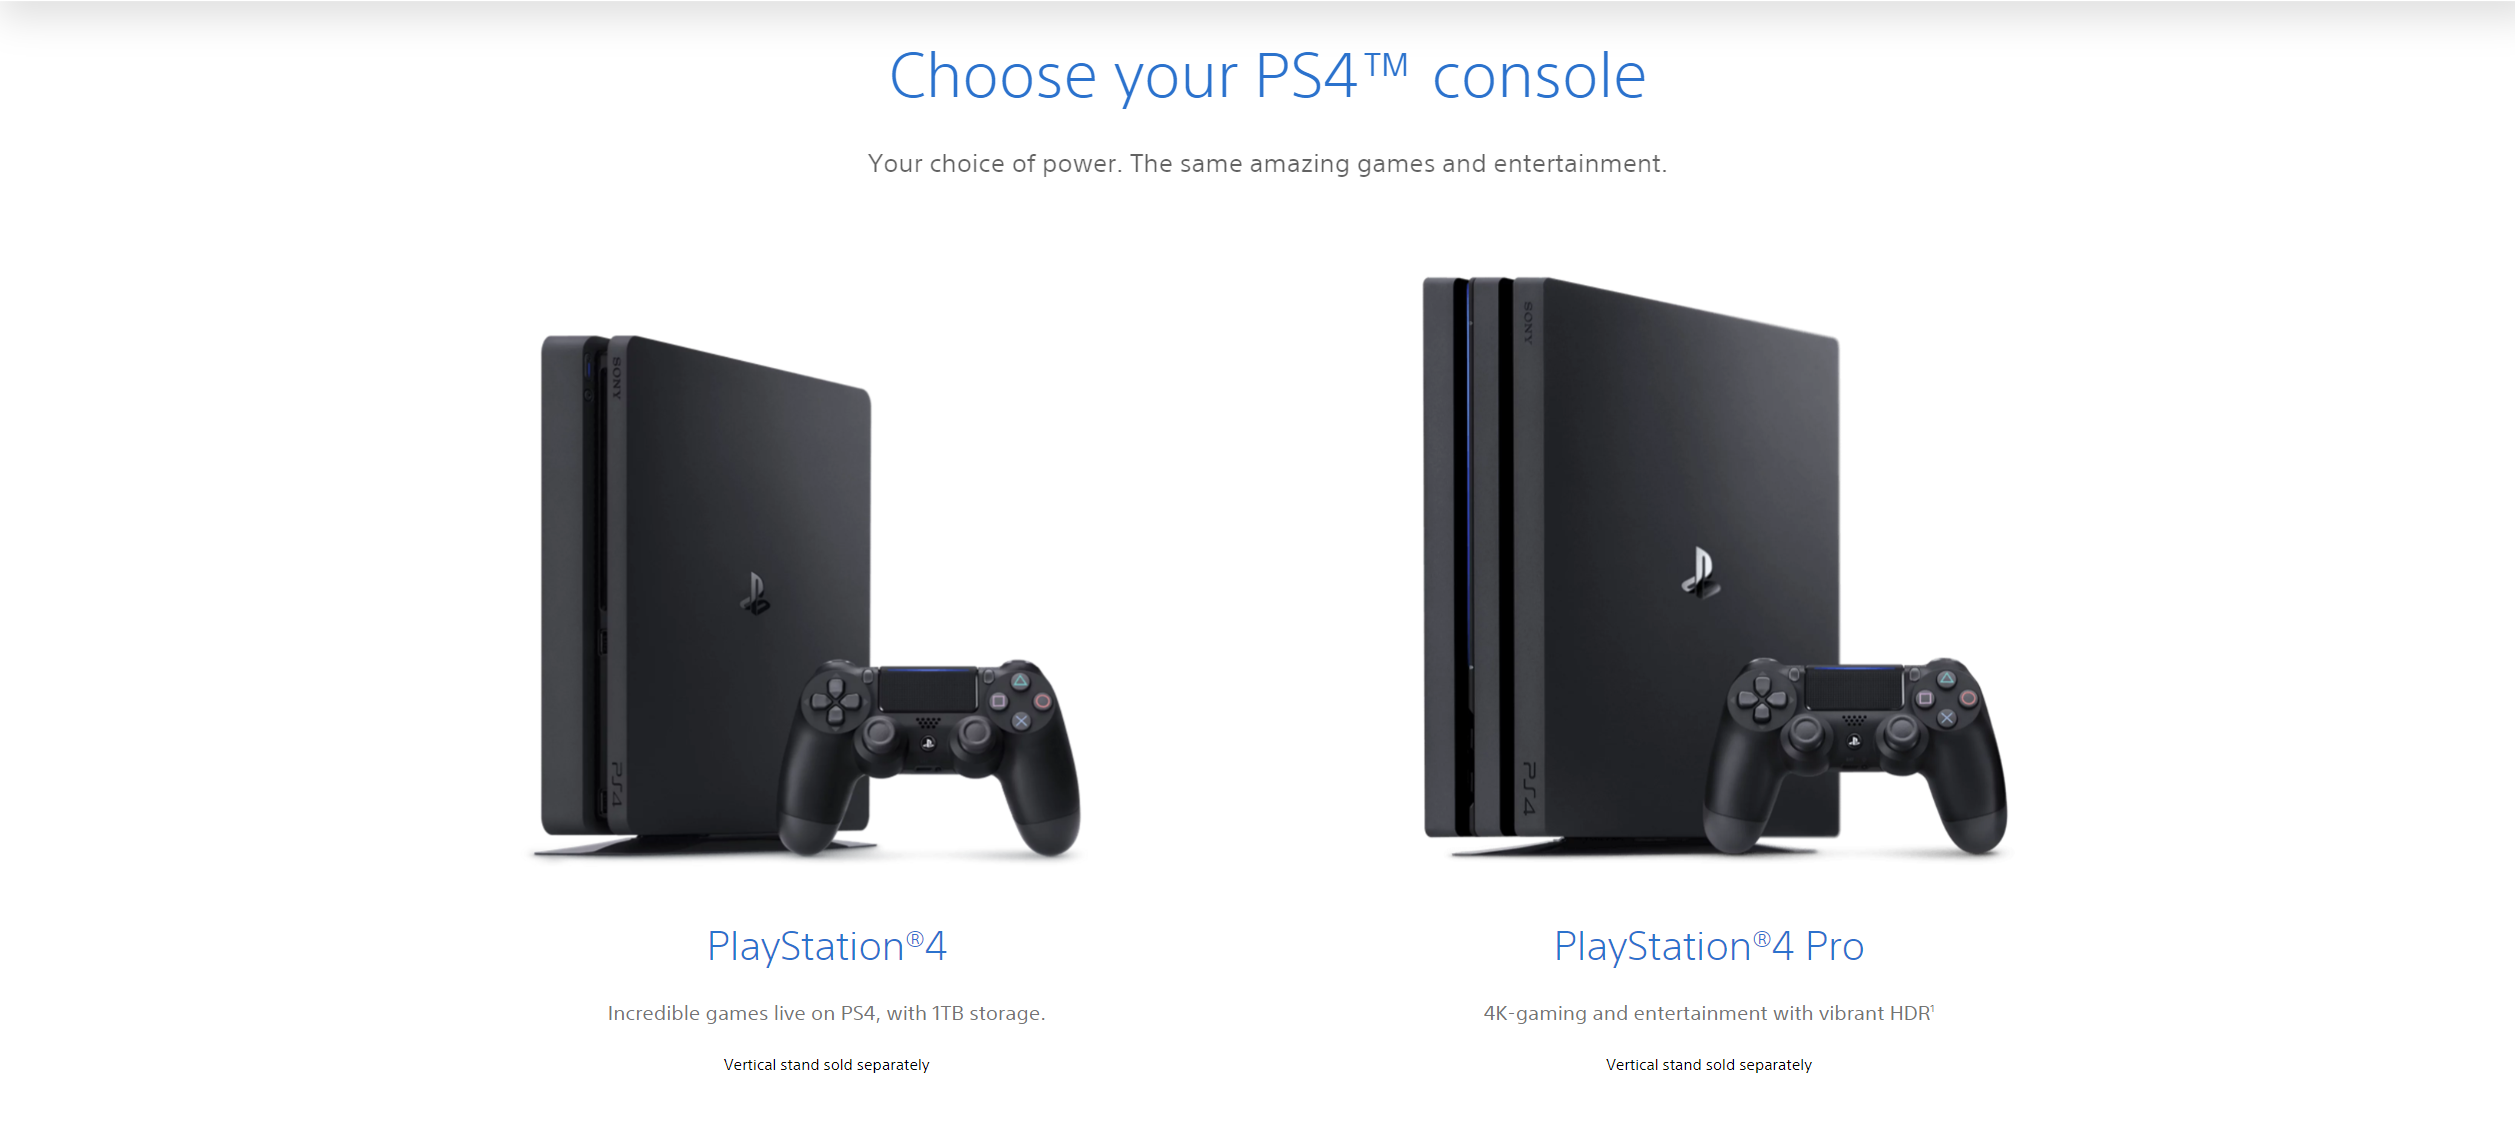 Choose your PS4™ console
Your choice of power. The same amazing games and entertainment.
SONY
PS4
SONY
PS4
PlayStation®4
PlayStation®4 Pro
Incredible games live on PS4, with 1TB storage.
4K-gaming and entertainment with vibrant HDR¹
Vertical stand sold separately
Vertical stand sold separately